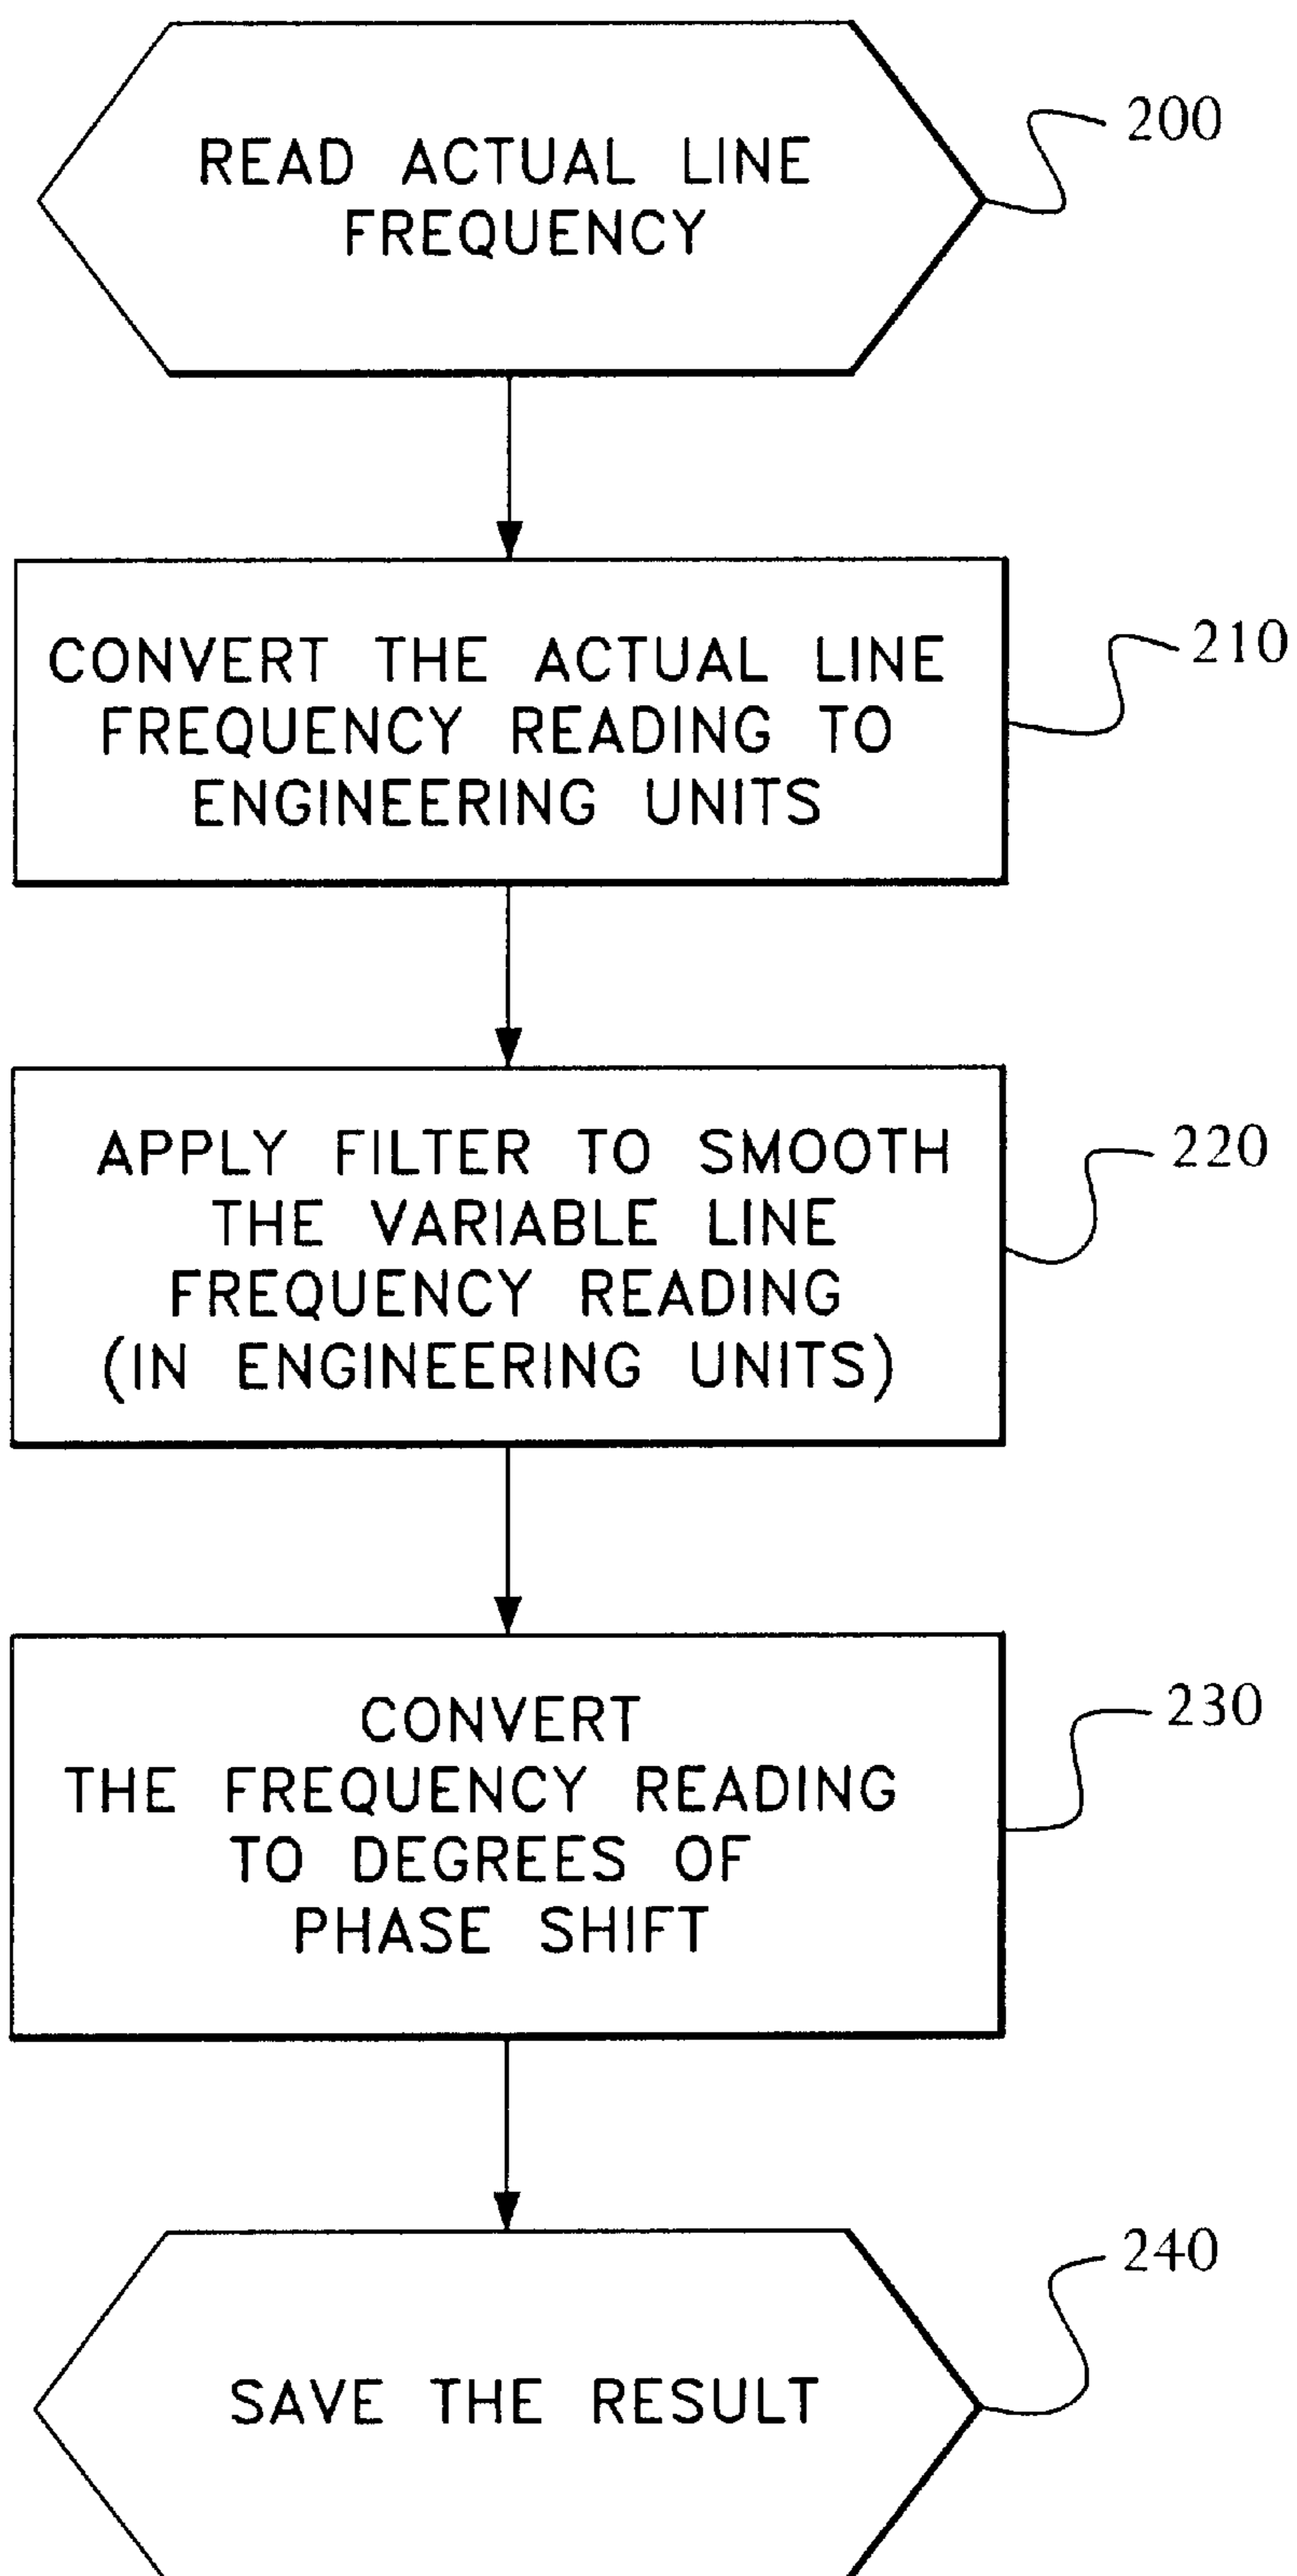 READ ACTUAL LINE
FREQUENCY
200
CONVERT THE ACTUAL LINE
FREQUENCY READING TO
ENGINEERING UNITS
210
APPLY FILTER TO SMOOTH
THE VARIABLE LINE
FREQUENCY READING
(IN ENGINEERING UNITS)
220
CONVERT
THE FREQUENCY READING
TO DEGREES OF
PHASE SHIFT
230
SAVE THE RESULT
240